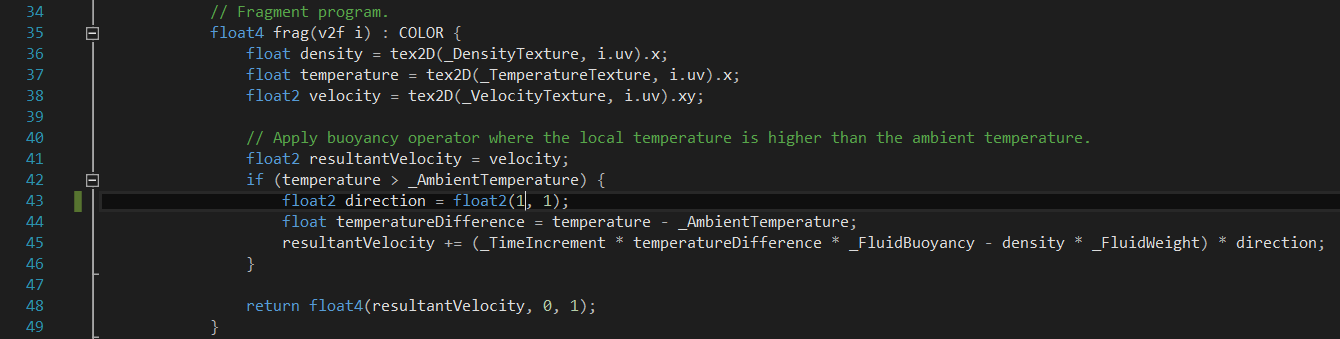 34 // Fragment program.
35 float4 frag(v2f i) : COLOR {
36 float density = tex2D(_DensityTexture, i.uv).x;
37 float temperature = tex2D(_TemperatureTexture, i.uv).x;
38 float2 velocity = tex2D(_VelocityTexture, i.uv).xy;
39
40 // Apply buoyancy operator where the local temperature is higher than the ambient temperature.
41 float2 resultantVelocity = velocity;
42 if (temperature > _AmbientTemperature) {
43 float2 direction = float2(1, 1);
44 float temperatureDifference = temperature - _AmbientTemperature;
45 resultantVelocity += (_TimeIncrement * temperatureDifference * _FluidBuoyancy - density * _FluidWeight) * direction;
46 }
47
48 return float4(resultantVelocity, 0, 1);
49 }